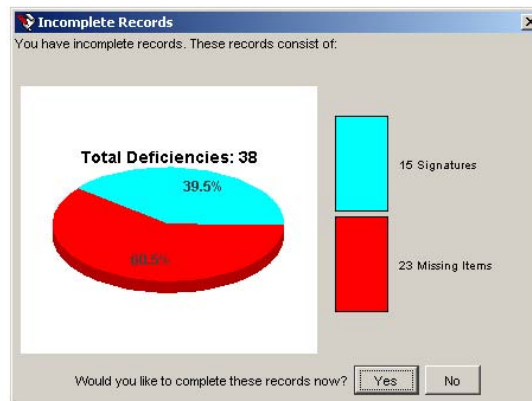 Incomplete Records
You have incomplete records. These records consist of:
Total Deficiencies: 38
39.5%
60.5%
15 Signatures
23 Missing Items
Would you like to complete these records now?
Yes
No